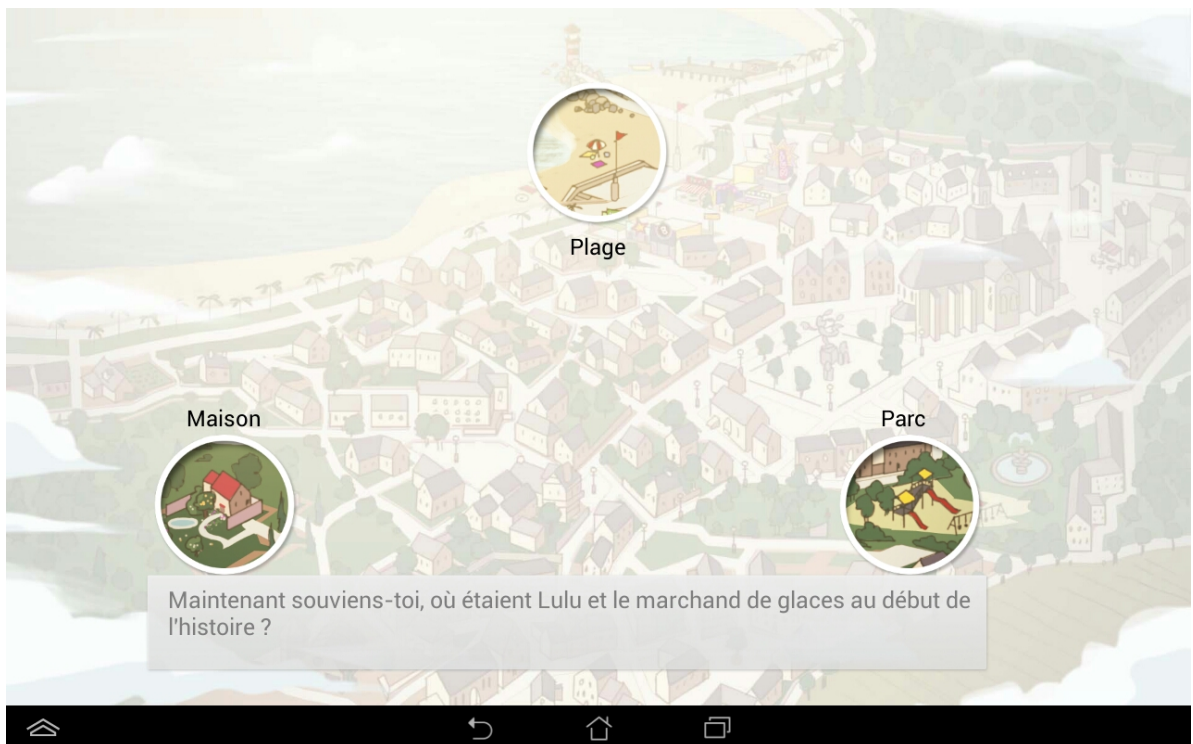 Plage
Maison
Parc
Maintenant souviens-toi, où étaient Lulu et le marchand de glaces au début de
l'histoire ?